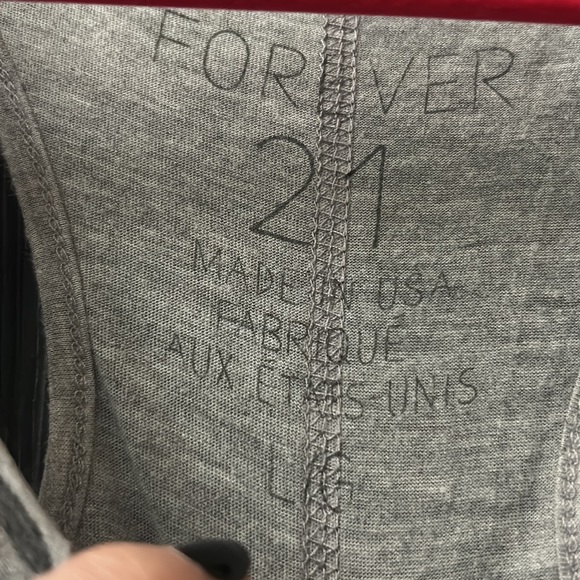 FOREVER
21
MADE IN USA
FABRIQUÉ
AUX ÉTATS-UNIS
L/G